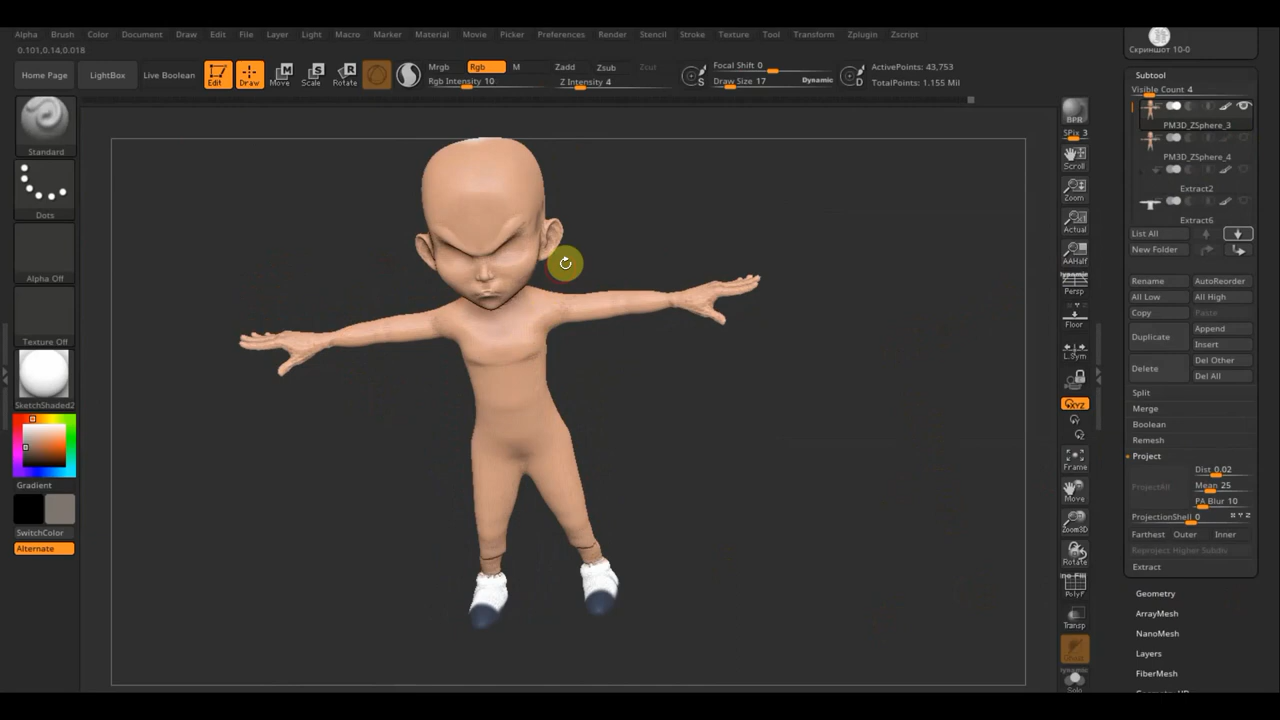 Alpha Brush Color Document Draw Edit File Layer Light Macro Marker Material Movie Picker Preferences Render Stencil Stroke Texture Tool Transform Zplugin Zscript
0.101,0.14,0.018
Home Page LightBox Live Boolean Edit Draw Move Scale Rotate
Mrgb Rgb M Zadd Zsub Zcut
Rgb Intensity 10 Z Intensity 4
Focal Shift 0
Draw Size 17 Dynamic
ActivePoints: 43,753
TotalPoints: 1.155 Mil
Standard
Dots
Alpha Off
Texture Off
SketchShaded2
Gradient
SwitchColor
Alternate
BPR
SPix 3
Scroll
Zoom
Actual
AAHalf
Dynamic
Persp
Floor
L.Sym
XYZ
Frame
Move
Zoom3D
Rotate
Line Fill
PolyF
Transp
Ghost
Dynamic
Solo
Скриншот 10-0
Subtool
Visible Count 4
PM3D_ZSphere_3
PM3D_ZSphere_4
Extract2
Extract6
List All
New Folder
Rename AutoReorder
All Low All High
Copy Paste
Duplicate Append
Insert
Delete Del Other
Del All
Split
Merge
Boolean
Remesh
Project
ProjectAll Dist 0.02
Mean 25
PA Blur 10
ProjectionShell 0 X Y Z
Farthest Outer Inner
Reproject Higher Subdiv
Extract
Geometry
ArrayMesh
NanoMesh
Layers
FiberMesh